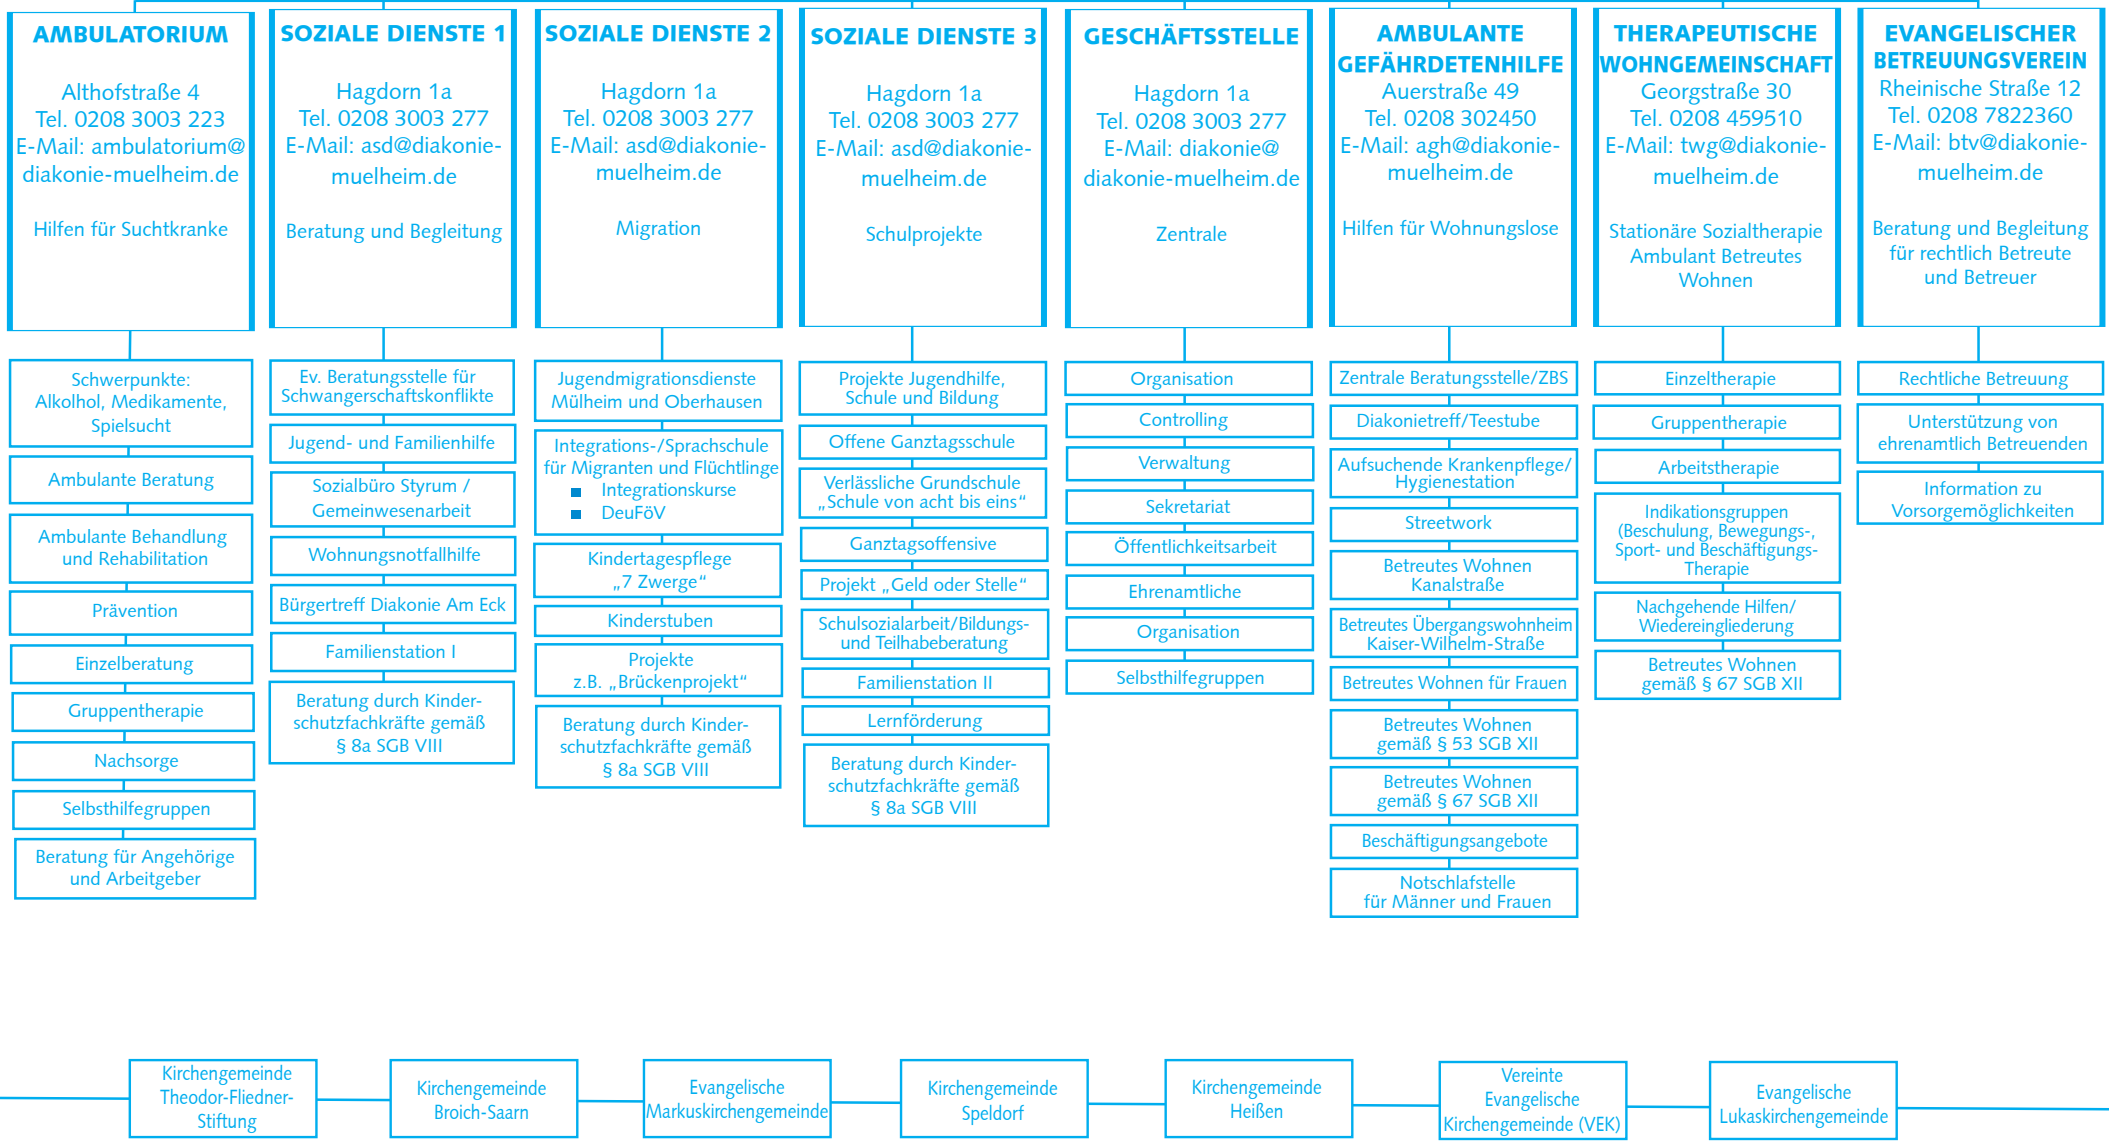 AMBULATORIUM
Althofstraße 4
Tel. 0208 3003 223
E-Mail: ambulatorium@
diakonie-muelheim.de
Hilfen für Suchtkranke
Schwerpunkte:
Alkolhol, Medikamente,
Spielsucht
Ambulante Beratung
Ambulante Behandlung
und Rehabilitation
Prävention
Einzelberatung
Gruppentherapie
Nachsorge
Selbsthilfegruppen
Beratung für Angehörige
und Arbeitgeber
SOZIALE DIENSTE 1
Hagdorn 1a
Tel. 0208 3003 277
E-Mail: asd@diakonie-
muelheim.de
Beratung und Begleitung
Ev. Beratungsstelle für
Schwangerschaftskonflikte
Jugend- und Familienhilfe
Sozialbüro Styrum /
Gemeinwesenarbeit
Wohnungsnotfallhilfe
Bürgertreff Diakonie Am Eck
Familienstation I
Beratung durch Kinder-
schutzfachkräfte gemäß
§ 8a SGB VIII
SOZIALE DIENSTE 2
Hagdorn 1a
Tel. 0208 3003 277
E-Mail: asd@diakonie-
muelheim.de
Migration
Jugendmigrationsdienste
Mülheim und Oberhausen
Integrations-/Sprachschule
für Migranten und Flüchtlinge
■ Integrationskurse
■ DeuFöV
Kindertagespflege
„7 Zwerge“
Kinderstuben
Projekte
z.B. „Brückenprojekt“
Beratung durch Kinder-
schutzfachkräfte gemäß
§ 8a SGB VIII
SOZIALE DIENSTE 3
Hagdorn 1a
Tel. 0208 3003 277
E-Mail: asd@diakonie-
muelheim.de
Schulprojekte
Projekte Jugendhilfe,
Schule und Bildung
Offene Ganztagsschule
Verlässliche Grundschule
„Schule von acht bis eins“
Ganztagsoffensive
Projekt „Geld oder Stelle“
Schulsozialarbeit/Bildungs-
und Teilhabeberatung
Familienstation II
Lernförderung
Beratung durch Kinder-
schutzfachkräfte gemäß
§ 8a SGB VIII
GESCHÄFTSSTELLE
Hagdorn 1a
Tel. 0208 3003 277
E-Mail: diakonie@
diakonie-muelheim.de
Zentrale
Organisation
Controlling
Verwaltung
Sekretariat
Öffentlichkeitsarbeit
Ehrenamtliche
Organisation
Selbsthilfegruppen
AMBULANTE
GEFÄHRDETENHILFE
Auerstraße 49
Tel. 0208 302450
E-Mail: agh@diakonie-
muelheim.de
Hilfen für Wohnungslose
Zentrale Beratungsstelle/ZBS
Diakonietreff/Teestube
Aufsuchende Krankenpflege/
Hygienestation
Streetwork
Betreutes Wohnen
Kanalstraße
Betreutes Übergangswohnheim
Kaiser-Wilhelm-Straße
Betreutes Wohnen für Frauen
Betreutes Wohnen
gemäß § 53 SGB XII
Betreutes Wohnen
gemäß § 67 SGB XII
Beschäftigungsangebote
Notschlafstelle
für Männer und Frauen
THERAPEUTISCHE
WOHNGEMEINSCHAFT
Georgstraße 30
Tel. 0208 459510
E-Mail: twg@diakonie-
muelheim.de
Stationäre Sozialtherapie
Ambulant Betreutes
Wohnen
Einzeltherapie
Gruppentherapie
Arbeitstherapie
Indikationsgruppen
(Beschulung, Bewegungs-,
Sport- und Beschäftigungs-
Therapie
Nachgehende Hilfen/
Wiedereingliederung
Betreutes Wohnen
gemäß § 67 SGB XII
EVANGELISCHER
BETREUUNGSVEREIN
Rheinische Straße 12
Tel. 0208 7822360
E-Mail: btv@diakonie-
muelheim.de
Beratung und Begleitung
für rechtlich Betreute
und Betreuer
Rechtliche Betreuung
Unterstützung von
ehrenamtlich Betreuenden
Information zu
Vorsorgemöglichkeiten
Kirchengemeinde
Theodor-Fliedner-
Stiftung
Kirchengemeinde
Broich-Saarn
Evangelische
Markuskirchengemeinde
Kirchengemeinde
Speldorf
Kirchengemeinde
Heißen
Vereinte
Evangelische
Kirchengemeinde (VEK)
Evangelische
Lukaskirchengemeinde